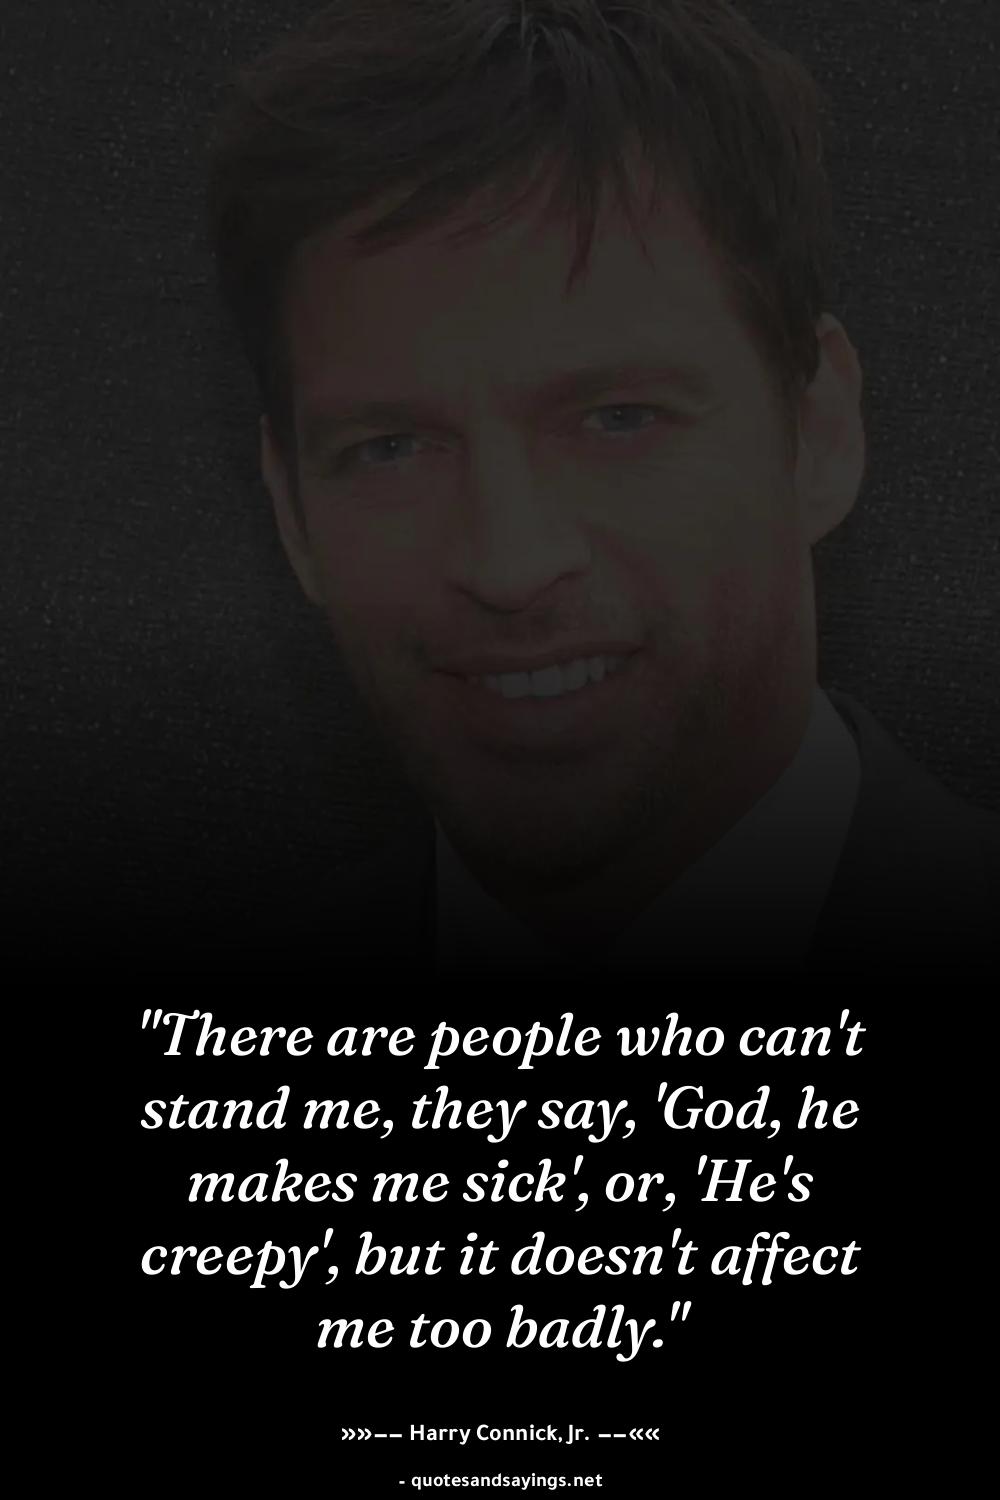 "There are people who can't
stand me, they say, 'God, he
makes me sick', or, 'He's
creepy', but it doesn't affect
me too badly."
»»-- Harry Connick, Jr. --««
- quotesandsayings.net